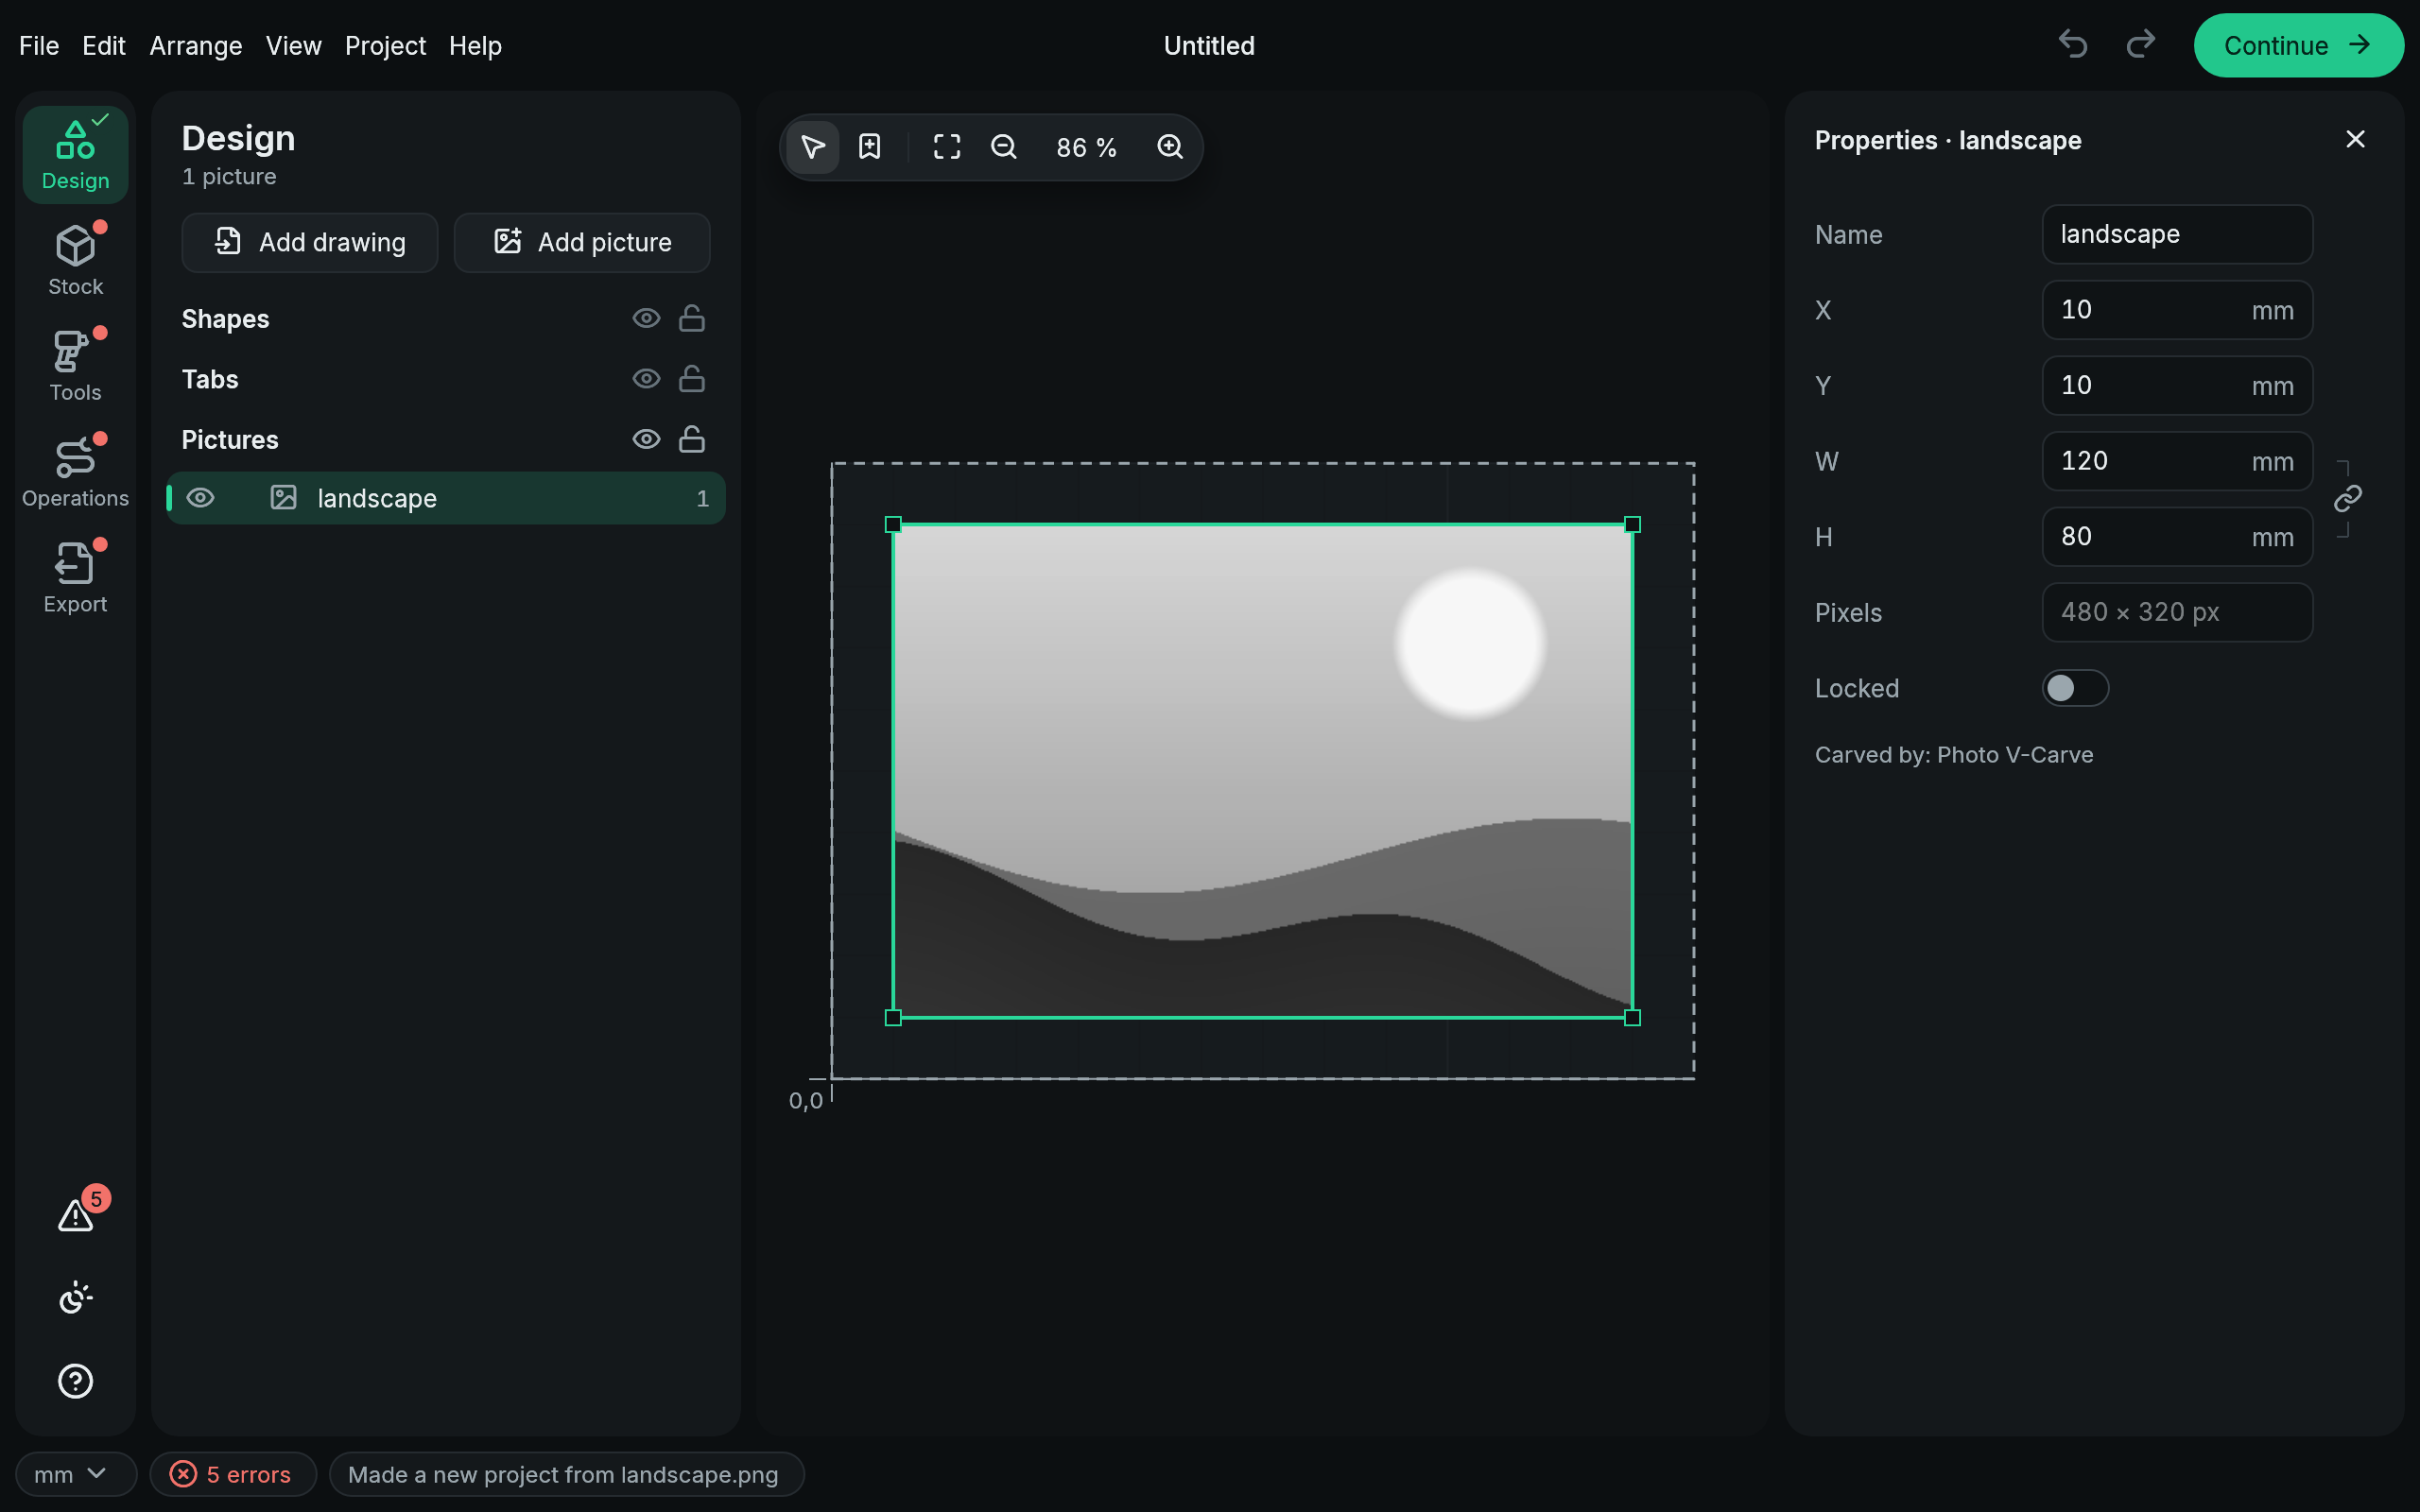 File Edit Arrange View Project Help
Untitled
Continue
Design
Stock
Tools
Operations
Export
5
Design
1 picture
Add drawing
Add picture
Shapes
Tabs
Pictures
landscape 1
86 %
0,0
Properties · landscape
Name landscape
X 10 mm
Y 10 mm
W 120 mm
H 80 mm
Pixels 480 × 320 px
Locked
Carved by: Photo V-Carve
mm
5 errors
Made a new project from landscape.png